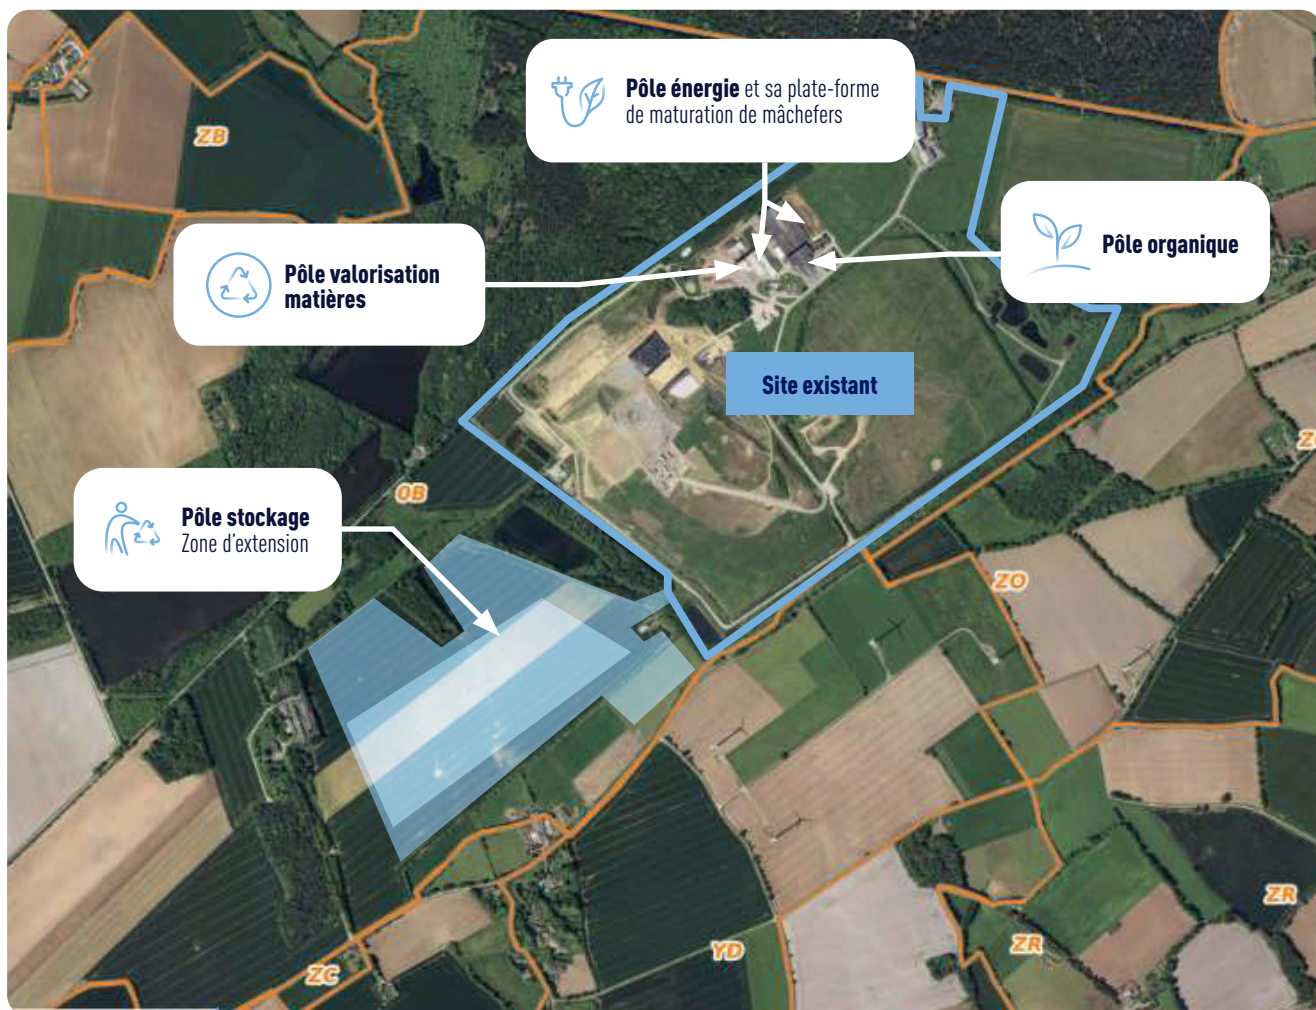 Pôle énergie et sa plate-forme
de maturation de mâchefers
ZB
Pôle organique
Pôle valorisation
matières
Site existant
0B
Pôle stockage
Zone d'extension
ZO
ZR
ZR
YD
ZC